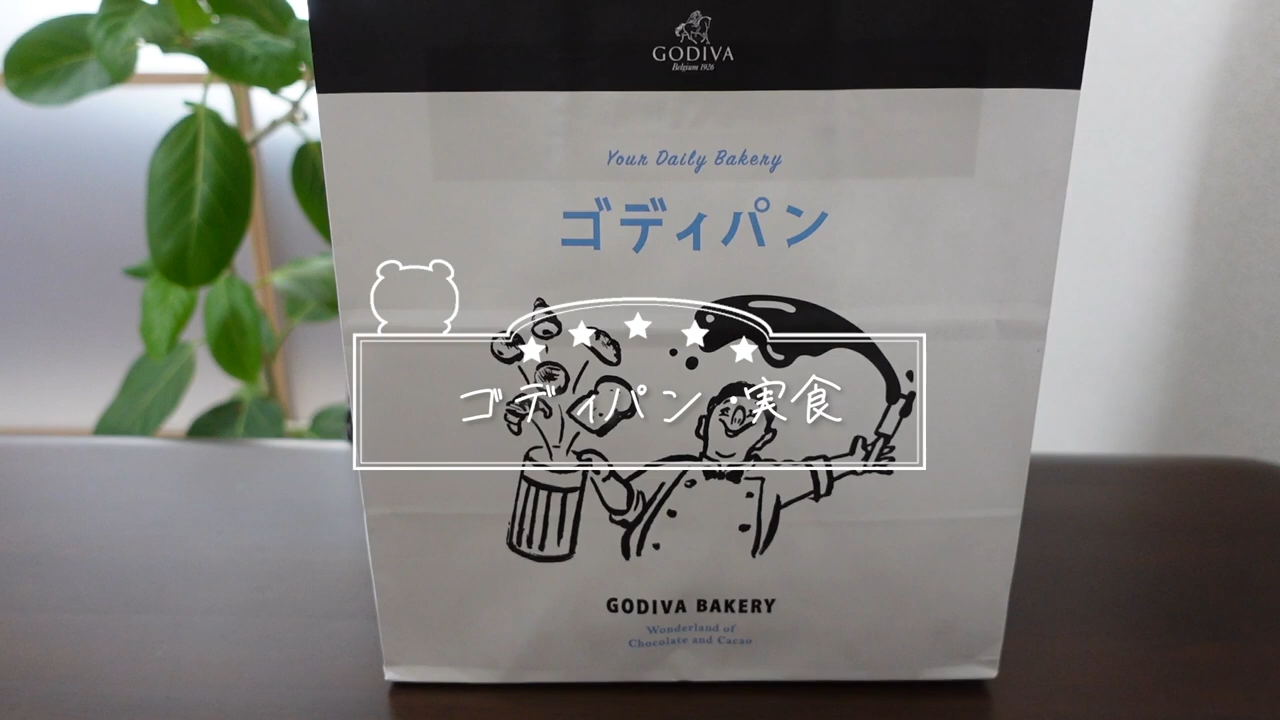 GODIVA
Belgium 1926
Your Daily Bakery
ゴディパン
ゴディパン・実食
GODIVA BAKERY
Wonderland of
Chocolate and Cacao